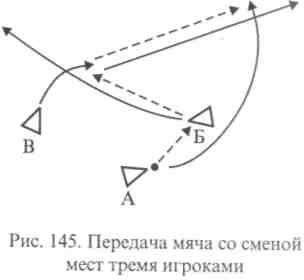 В
Б
А
Рис. 145. Передача мяча со сменой
мест тремя игроками